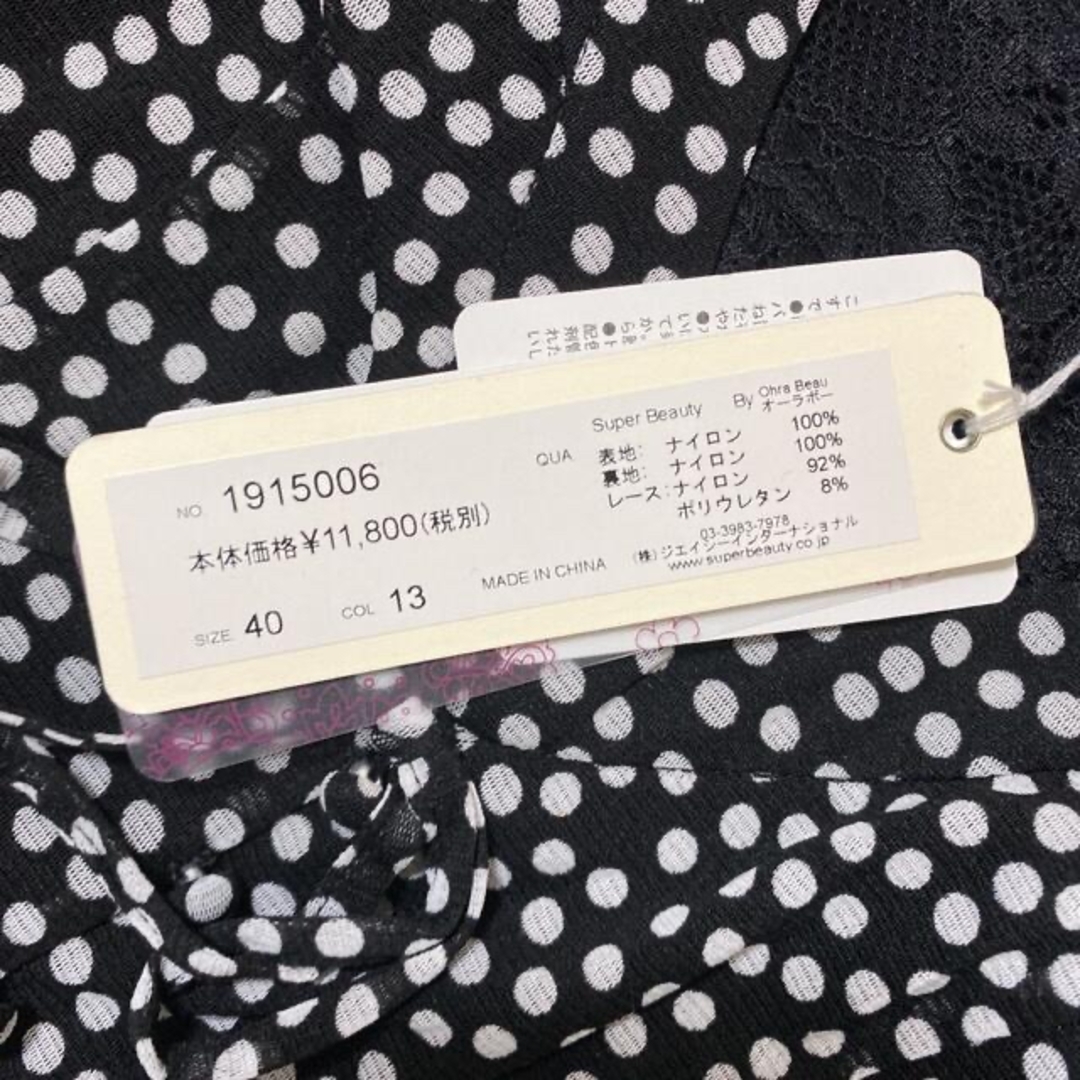 NO. 1915006
本体価格¥11,800(税別)
SIZE 40 COL 13 MADE IN CHINA
Super Beauty By Ohra Beau
オーラボー
QUA 表地: ナイロン 100%
裏地: ナイロン 100%
レース:ナイロン 92%
ポリウレタン 8%
03-3983-7978
(株)ジェイジーインターナショナル
www.superbeauty.co.jp